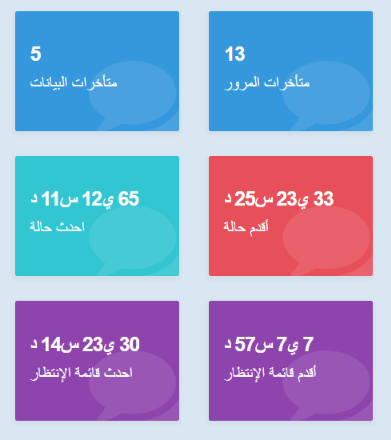 13
متأخرات المرور
5
متأخرات البيانات
33 ي23 س25 د
أقدم حالة
65 ي12 س11 د
احدث حالة
7 ي7 س57 د
أقدم قائمة الإنتظار
30 ي23 س14 د
احدث قائمة الإنتظار